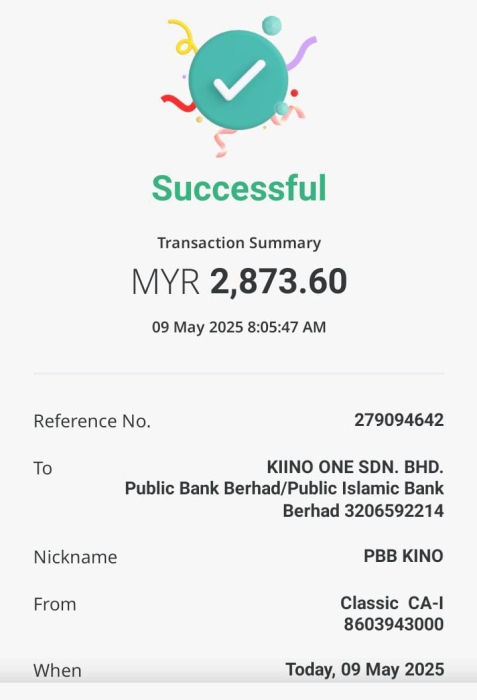 Successful
Transaction Summary
MYR 2,873.60
09 May 2025 8:05:47 AM
Reference No. 279094642
To KIINO ONE SDN. BHD.
Public Bank Berhad/Public Islamic Bank
Berhad 3206592214
Nickname PBB KINO
From Classic CA-I
8603943000
When Today, 09 May 2025